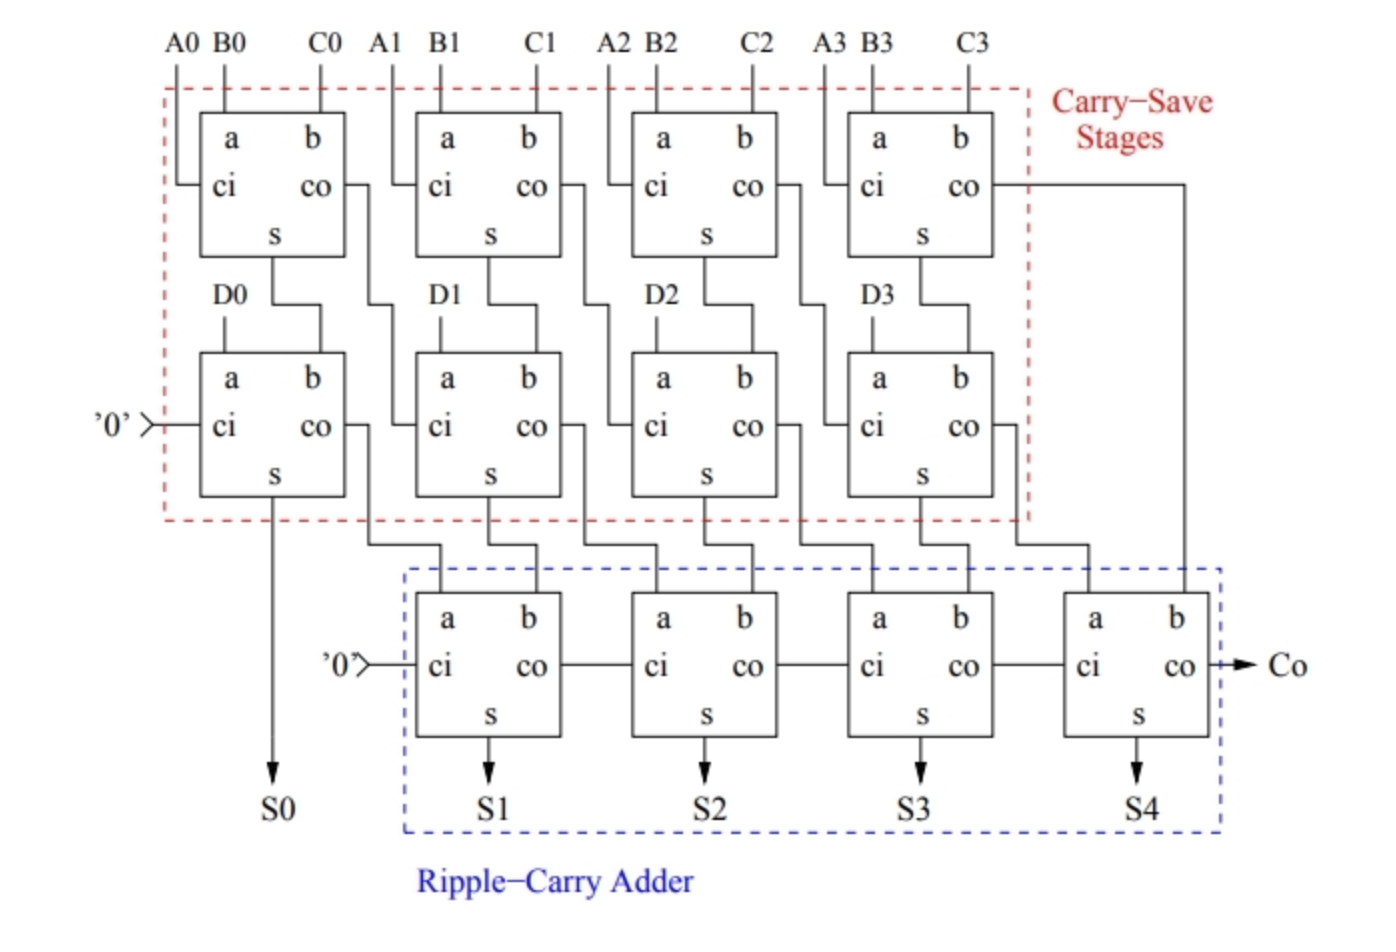 A0 B0 C0 A1 B1 C1 A2 B2 C2 A3 B3 C3
Carry−Save
Stages
a b a b a b a b
ci co ci co ci co ci co
s s s s
D0 D1 D2 D3
a b a b a b a b
'0' ci co ci co ci co ci co
s s s s
a b a b a b a b
'0' ci co ci co ci co ci co Co
s s s s
S0 S1 S2 S3 S4
Ripple−Carry Adder